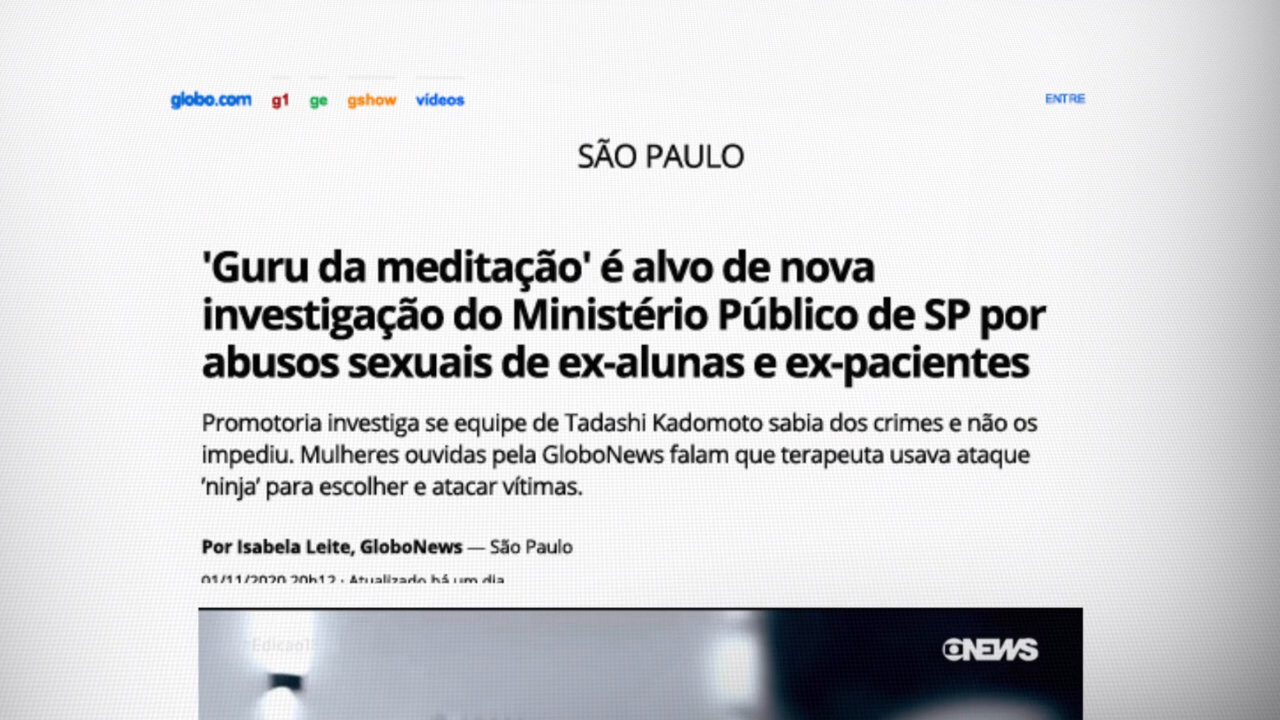 globo.com g1 ge gshow vídeos ENTRE
SÃO PAULO
'Guru da meditação' é alvo de nova
investigação do Ministério Público de SP por
abusos sexuais de ex-alunas e ex-pacientes
Promotoria investiga se equipe de Tadashi Kadomoto sabia dos crimes e não os
impediu. Mulheres ouvidas pela GloboNews falam que terapeuta usava ataque
'ninja' para escolher e atacar vítimas.
Por Isabela Leite, GloboNews — São Paulo
01/11/2020 20h12 · Atualizado há um dia
NEWS